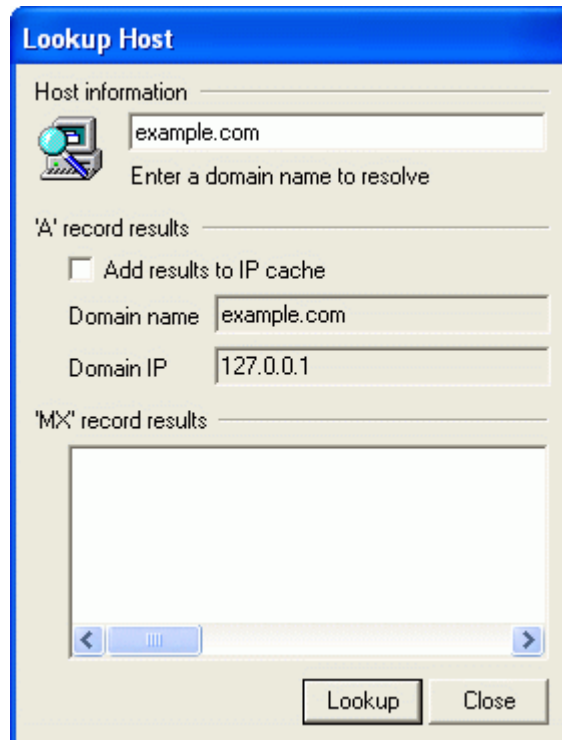 Lookup Host
Host information
example.com
Enter a domain name to resolve
'A' record results
Add results to IP cache
Domain name example.com
Domain IP 127.0.0.1
'MX' record results
Lookup Close